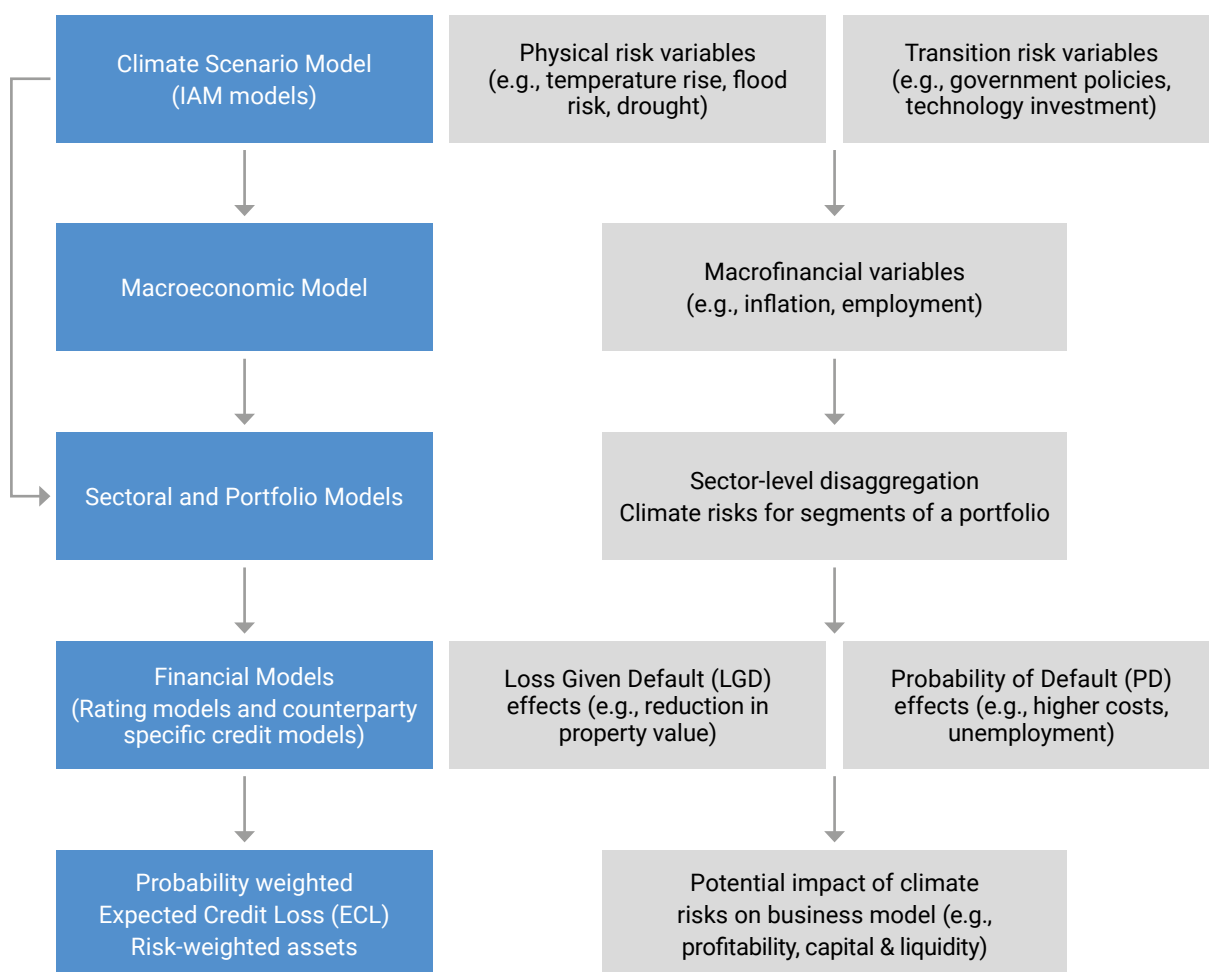 Climate Scenario Model
(IAM models)
Physical risk variables
(e.g., temperature rise, flood
risk, drought)
Transition risk variables
(e.g., government policies,
technology investment)
Macroeconomic Model
Macrofinancial variables
(e.g., inflation, employment)
Sectoral and Portfolio Models
Sector-level disaggregation
Climate risks for segments of a portfolio
Financial Models
(Rating models and counterparty
specific credit models)
Loss Given Default (LGD)
effects (e.g., reduction in
property value)
Probability of Default (PD)
effects (e.g., higher costs,
unemployment)
Probability weighted
Expected Credit Loss (ECL)
Risk-weighted assets
Potential impact of climate
risks on business model (e.g.,
profitability, capital & liquidity)